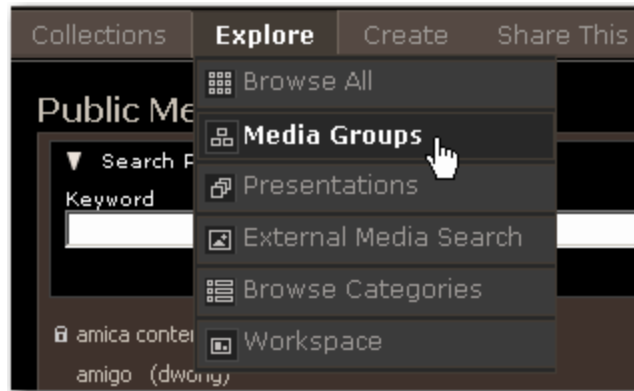 Collections Explore Create Share This
Browse All
Public Me
Media Groups
Search P
Presentations
Keyword
External Media Search
Browse Categories
amica conter
Workspace
amigo (dwong)